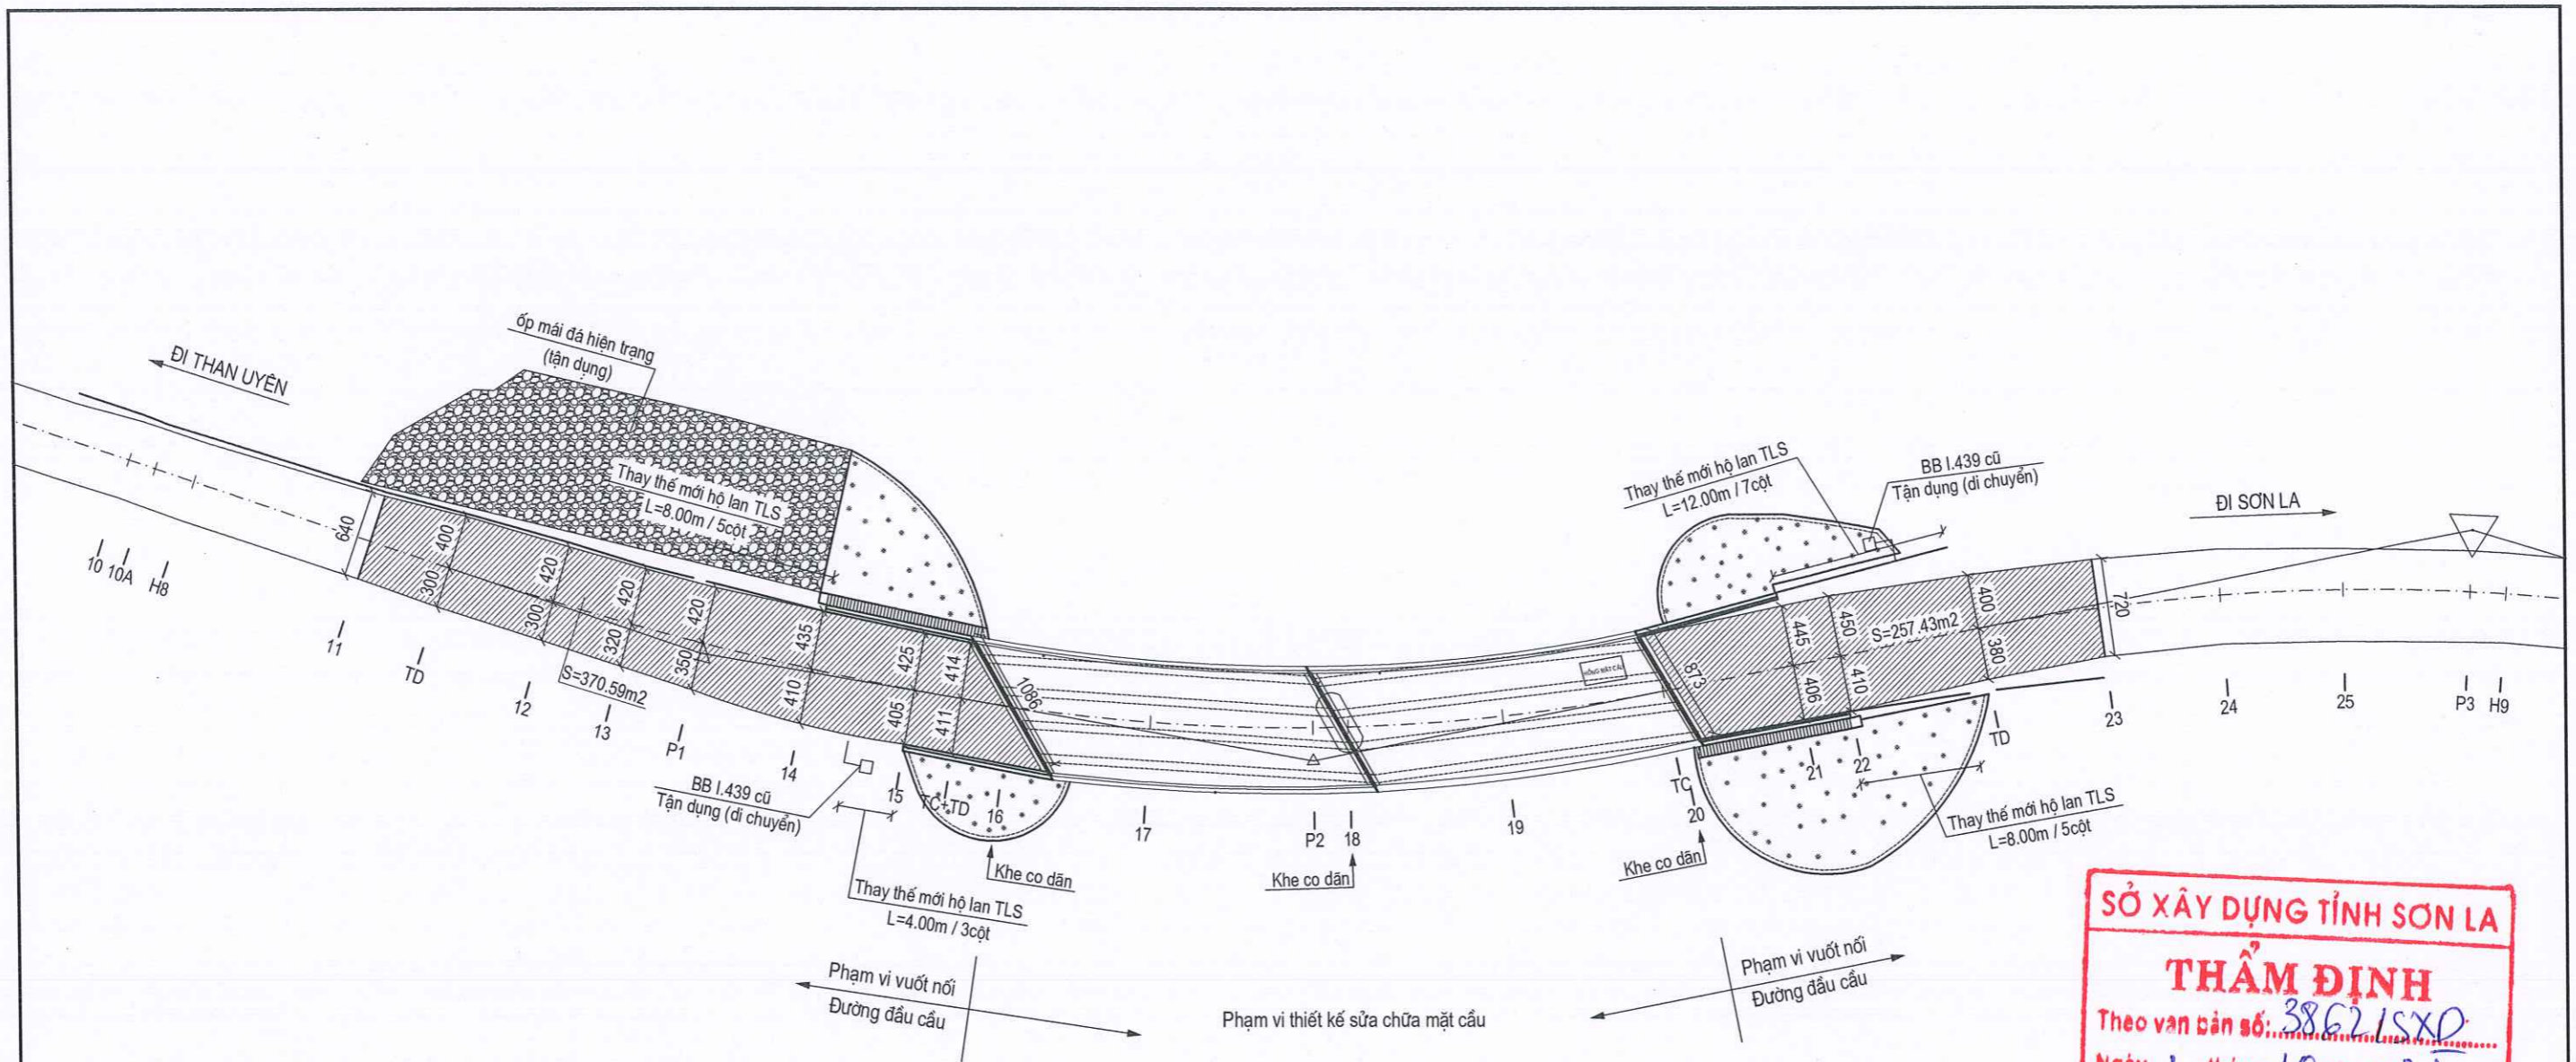 ốp mái đá hiện trạng
(tận dụng)
ĐI THAN UYÊN
Thay thế mới hộ lan TLS
L=8.00m / 5cột
Thay thế mới hộ lan TLS
L=12.00m / 7cột
BB I.439 cũ
Tận dụng (di chuyển)
ĐI SƠN LA
640
400
300
420
300
420
320
420
350
435
410
425
405
414
411
1086
873
445
406
450
410
S=257.43m2
400
380
720
S=370.59m2
10
10A
H8
11
TD
12
13
P1
14
15
TC+TD
16
17
P2
18
19
TC
20
21
22
TD
23
24
25
P3
H9
BB I.439 cũ
Tận dụng (di chuyển)
Khe co dãn
Khe co dãn
Khe co dãn
Thay thế mới hộ lan TLS
L=8.00m / 5cột
Thay thế mới hộ lan TLS
L=4.00m / 3cột
Phạm vi vuốt nối
Đường đầu cầu
Phạm vi thiết kế sửa chữa mặt cầu
Phạm vi vuốt nối
Đường đầu cầu
SỞ XÂY DỰNG TỈNH SƠN LA
THẨM ĐỊNH
Theo văn bản số: 3862/SXD